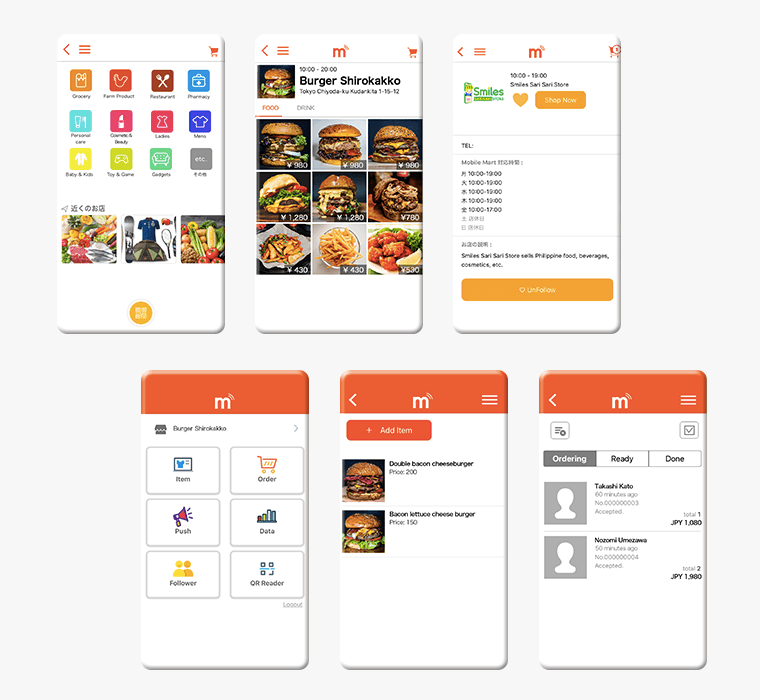 Grocery
Farm Product
Restaurant
Pharmacy
Personal care
Cosmetic & Beauty
Ladies
Mens
etc.
Baby & Kids
Toy & Game
Gadgets
その他
近くのお店
m
10:00 - 20:00
Burger Shirokakko
Tokyo Chiyoda-ku Kudankita 1-15-12
FOOD
DRINK
¥ 980
¥ 980
¥ 980
¥ 1,280
¥ 1,280
¥780
¥ 430
¥ 430
¥530
m
Smiles
10:00 - 19:00
Smiles Sari Sari Store
Shop Now
TEL:
Mobile Mart 対応時間 :
月 10:00-19:00
火 10:00-19:00
水 10:00-19:00
木 10:00-19:00
金 10:00-17:00
土 店休日
日 店休日
お店の説明 :
Smiles Sari Sari Store sells Philippine food, beverages,
cosmetics, etc.
UnFollow
m
Burger Shirokakko
Item
Order
Push
Data
Follower
QR Reader
Logout
m
+ Add Item
Double bacon cheeseburger
Price: 200
Bacon lettuce cheese burger
Price: 150
m
Ordering
Ready
Done
Takashi Kato
60 minutes ago
No.000000003
Accepted.
total 1
JPY 1,080
Nozomi Umezawa
50 minutes ago
No.000000004
Accepted.
total 2
JPY 1,980